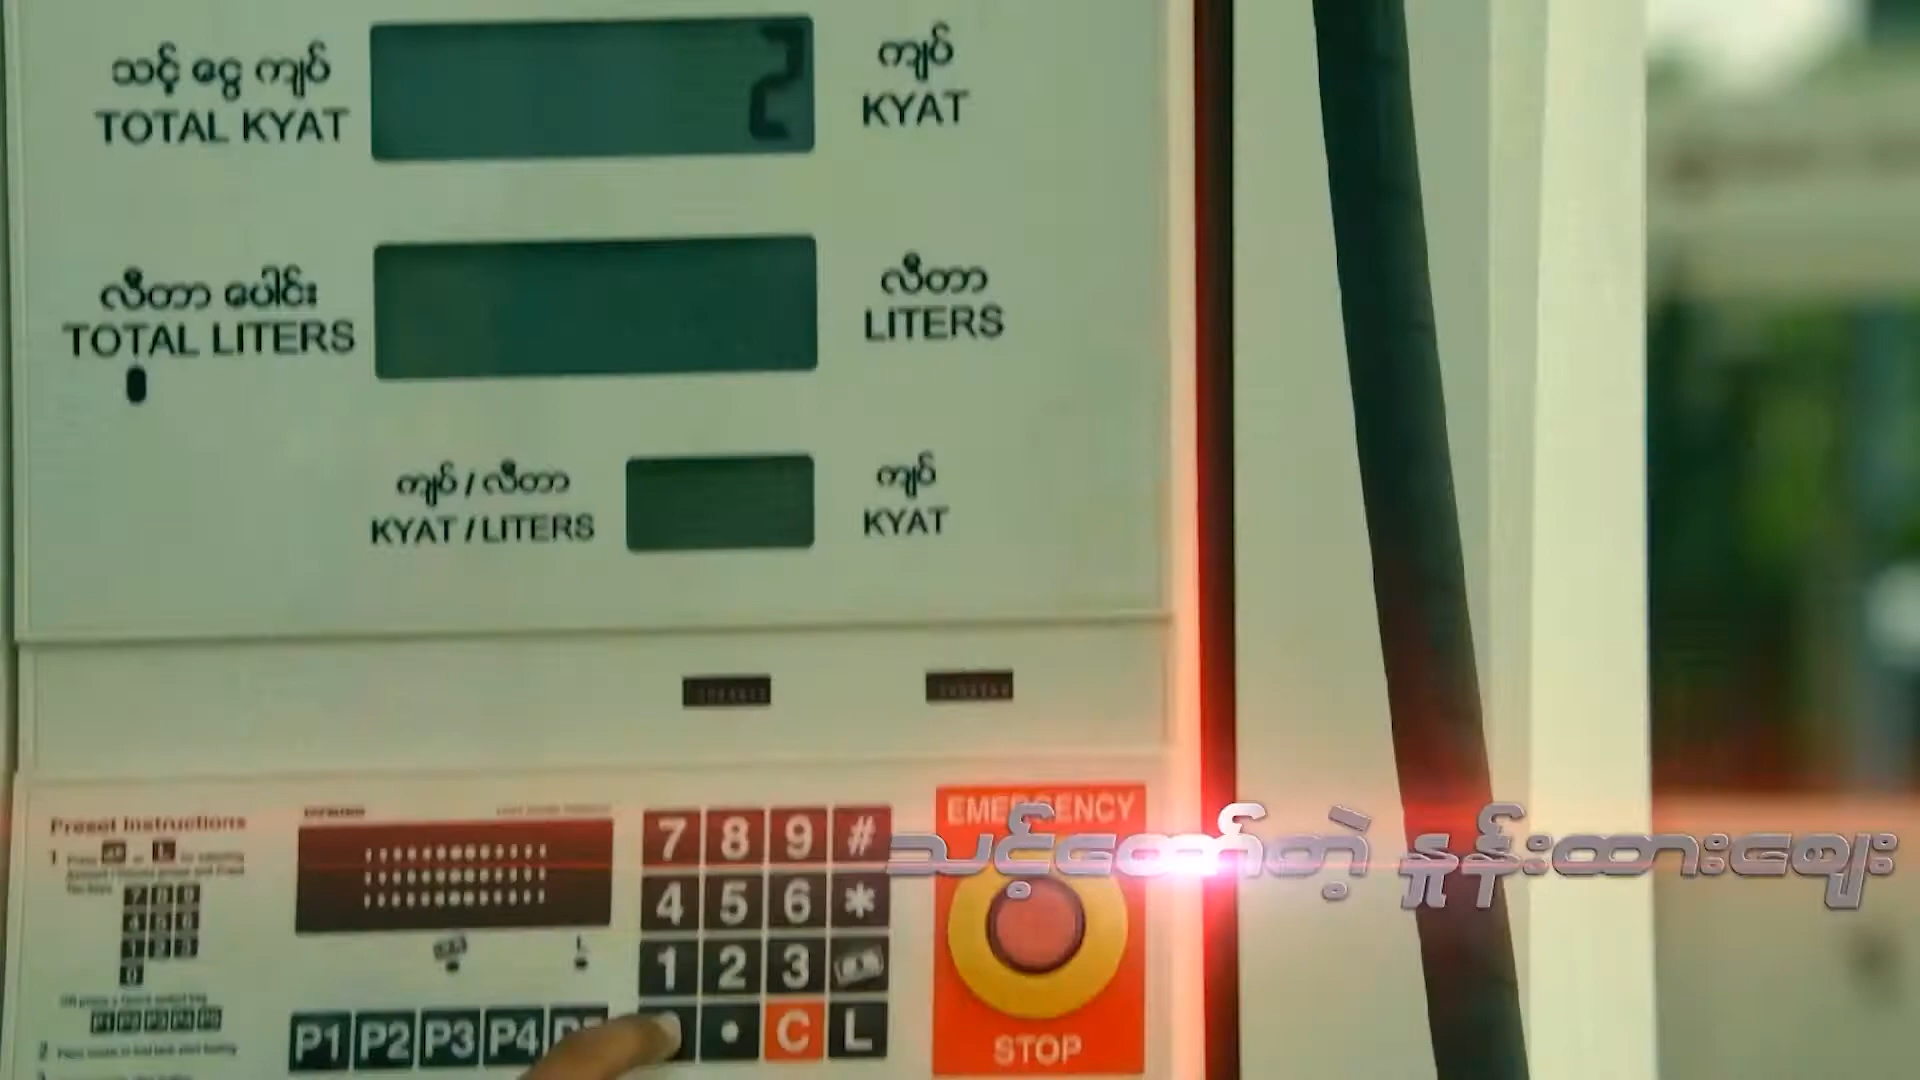 သင့် ငွေ ကျပ်
TOTAL KYAT
2
ကျပ်
KYAT
လီတာ ပေါင်း
TOTAL LITERS
လီတာ
LITERS
ကျပ် / လီတာ
KYAT / LITERS
ကျပ်
KYAT
Preset Instructions
7 8 9 #
4 5 6 *
1 2 3
• C L
P1 P2 P3 P4
EMERGENCY
STOP
သင့်တော်တဲ့ နှုန်းထားဈေး